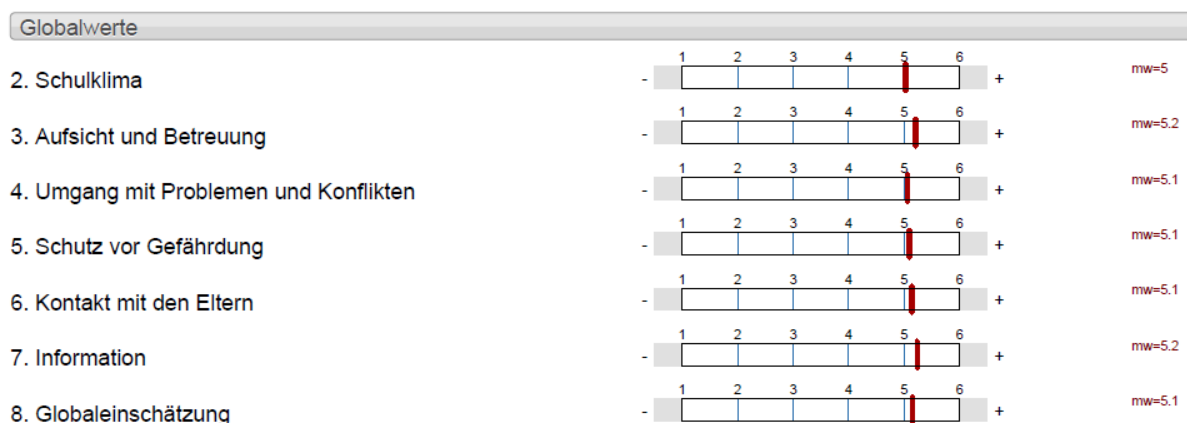 Globalwerte
1 2 3 4 5 6
2. Schulklima - + mw=5
1 2 3 4 5 6
3. Aufsicht und Betreuung - + mw=5.2
1 2 3 4 5 6
4. Umgang mit Problemen und Konflikten - + mw=5.1
1 2 3 4 5 6
5. Schutz vor Gefährdung - + mw=5.1
1 2 3 4 5 6
6. Kontakt mit den Eltern - + mw=5.1
1 2 3 4 5 6
7. Information - + mw=5.2
1 2 3 4 5 6
8. Globaleinschätzung - + mw=5.1